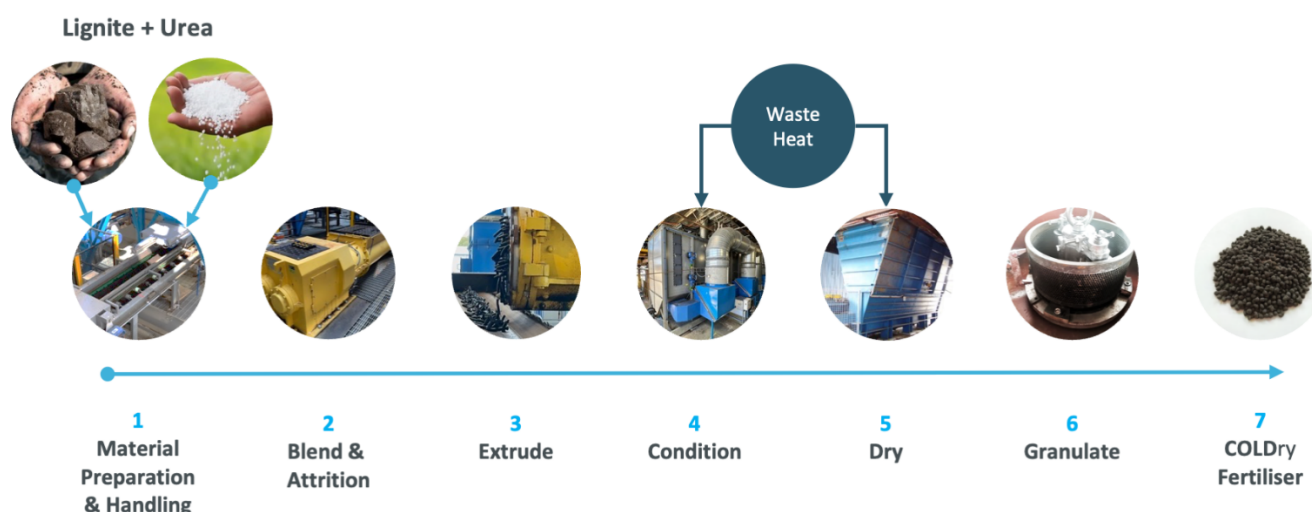 Lignite + Urea
Waste
Heat
1
Material
Preparation
& Handling
2
Blend &
Attrition
3
Extrude
4
Condition
5
Dry
6
Granulate
7
COLDry
Fertiliser